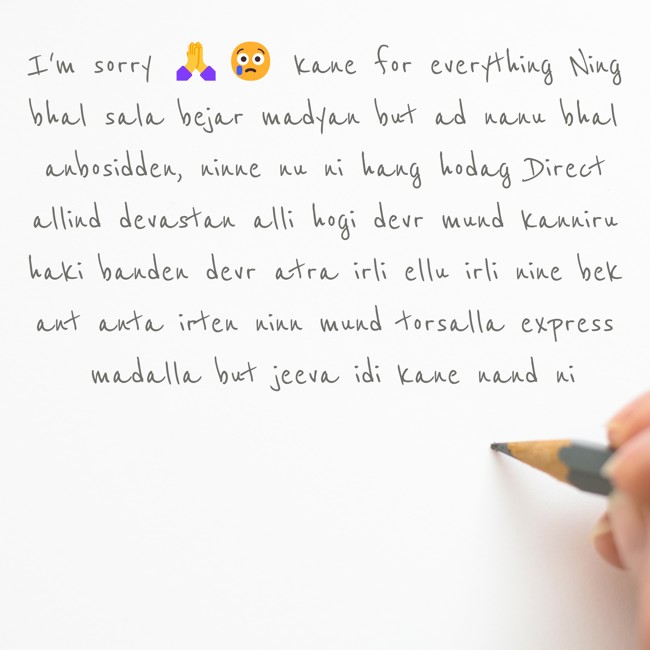 I'm sorry 🙏 😢 kane for everything Ning
bhal sala bejar madyan but ad nanu bhal
anbosidden, ninne nu ni hang hodag Direct
allind devastan alli hogi devr mund kanniru
haki banden devr atra irli ellu irli nine bek
ant anta irten ninn mund torsalla express
madalla but jeeva idi kane nand ni